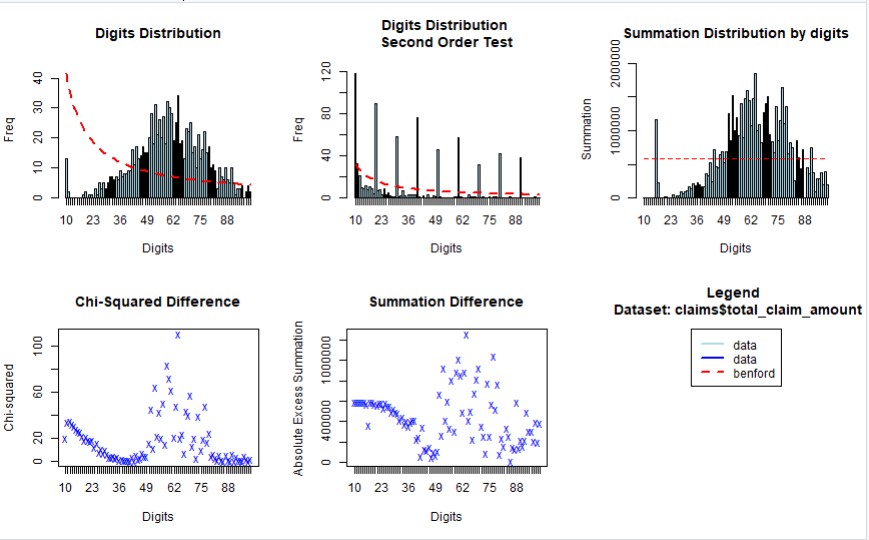 Digits Distribution
Freq
0 10 20 30 40
10 23 36 49 62 75 88
Digits
Digits Distribution
Second Order Test
Freq
0 40 80 120
10 23 36 49 62 75 88
Digits
Summation Distribution by digits
Summation
0 1000000 2000000
10 23 36 49 62 75 88
Digits
Chi-Squared Difference
Chi-squared
0 20 60 100
10 23 36 49 62 75 88
Digits
Summation Difference
Absolute Excess Summation
0 400000 1000000
10 23 36 49 62 75 88
Digits
Legend
Dataset: claims$total_claim_amount
data
data
benford